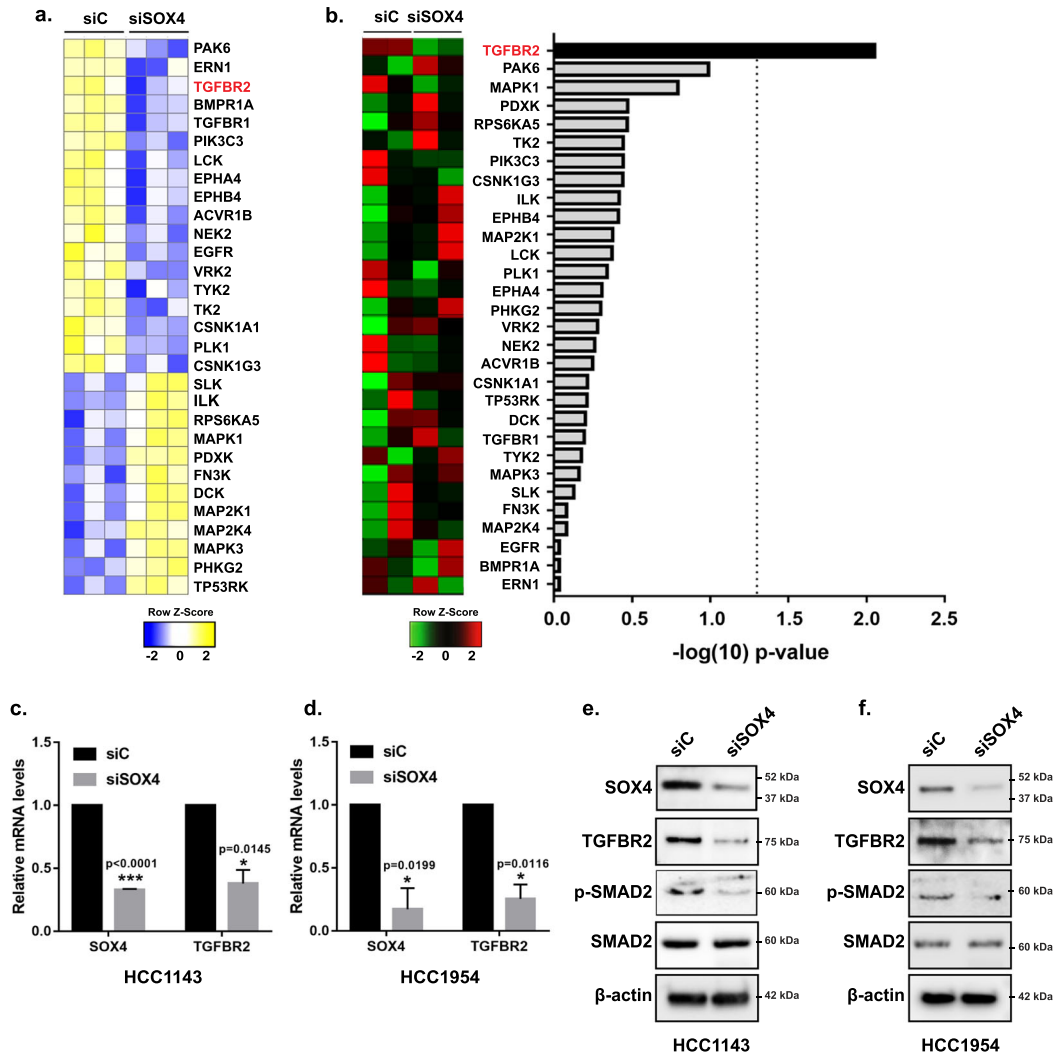 a.
siC siSOX4
PAK6
ERN1
TGFBR2
BMPR1A
TGFBR1
PIK3C3
LCK
EPHA4
EPHB4
ACVR1B
NEK2
EGFR
VRK2
TYK2
TK2
CSNK1A1
PLK1
CSNK1G3
SLK
ILK
RPS6KA5
MAPK1
PDXK
FN3K
DCK
MAP2K1
MAP2K4
MAPK3
PHKG2
TP53RK
Row Z-Score
-2 0 2
b.
siC siSOX4
TGFBR2
PAK6
MAPK1
PDXK
RPS6KA5
TK2
PIK3C3
CSNK1G3
ILK
EPHB4
MAP2K1
LCK
PLK1
EPHA4
PHKG2
VRK2
NEK2
ACVR1B
CSNK1A1
TP53RK
DCK
TGFBR1
TYK2
MAPK3
SLK
FN3K
MAP2K4
EGFR
BMPR1A
ERN1
Row Z-Score
-2 0 2
0.0 0.5 1.0 1.5 2.0 2.5
-log(10) p-value
c.
Relative mRNA levels
1.5
1.0
0.5
0.0
siC
siSOX4
p<0.0001
***
p=0.0145
*
SOX4 TGFBR2
HCC1143
d.
Relative mRNA levels
1.5
1.0
0.5
0.0
siC
siSOX4
p=0.0199
*
p=0.0116
*
SOX4 TGFBR2
HCC1954
e.
siC siSOX4
SOX4
52 kDa
37 kDa
TGFBR2
75 kDa
p-SMAD2
60 kDa
SMAD2
60 kDa
β-actin
42 kDa
HCC1143
f.
siC siSOX4
SOX4
52 kDa
37 kDa
TGFBR2
75 kDa
p-SMAD2
60 kDa
SMAD2
60 kDa
β-actin
42 kDa
HCC1954